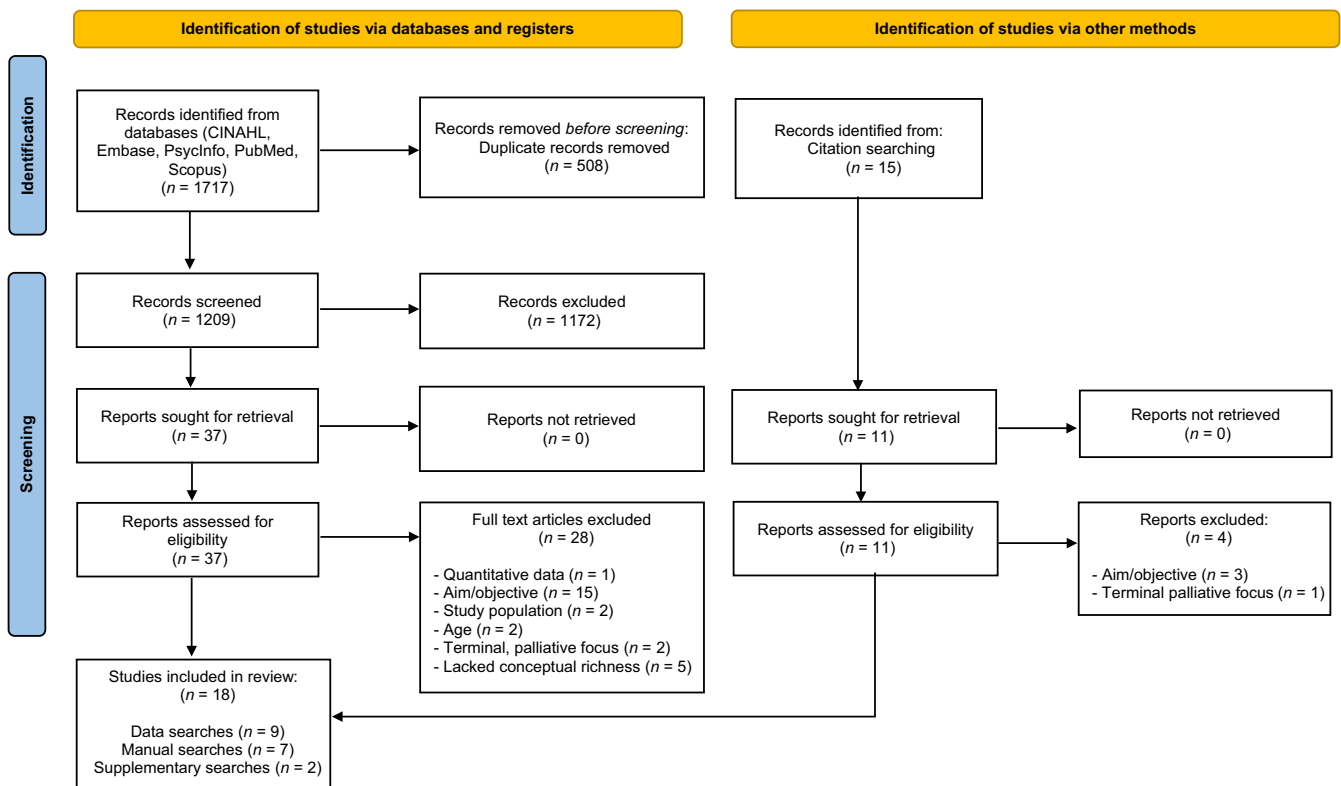 Identification of studies via databases and registers
Identification of studies via other methods
Identification
Records identified from
databases (CINAHL,
Embase, PsycInfo, PubMed,
Scopus)
(n = 1717)
Records removed before screening:
Duplicate records removed
(n = 508)
Records identified from:
Citation searching
(n = 15)
Screening
Records screened
(n = 1209)
Records excluded
(n = 1172)
Reports sought for retrieval
(n = 37)
Reports not retrieved
(n = 0)
Reports sought for retrieval
(n = 11)
Reports not retrieved
(n = 0)
Reports assessed for
eligibility
(n = 37)
Full text articles excluded
(n = 28)
- Quantitative data (n = 1)
- Aim/objective (n = 15)
- Study population (n = 2)
- Age (n = 2)
- Terminal, palliative focus (n = 2)
- Lacked conceptual richness (n = 5)
Reports assessed for eligibility
(n = 11)
Reports excluded:
(n = 4)
- Aim/objective (n = 3)
- Terminal palliative focus (n = 1)
Studies included in review:
(n = 18)
Data searches (n = 9)
Manual searches (n = 7)
Supplementary searches (n = 2)